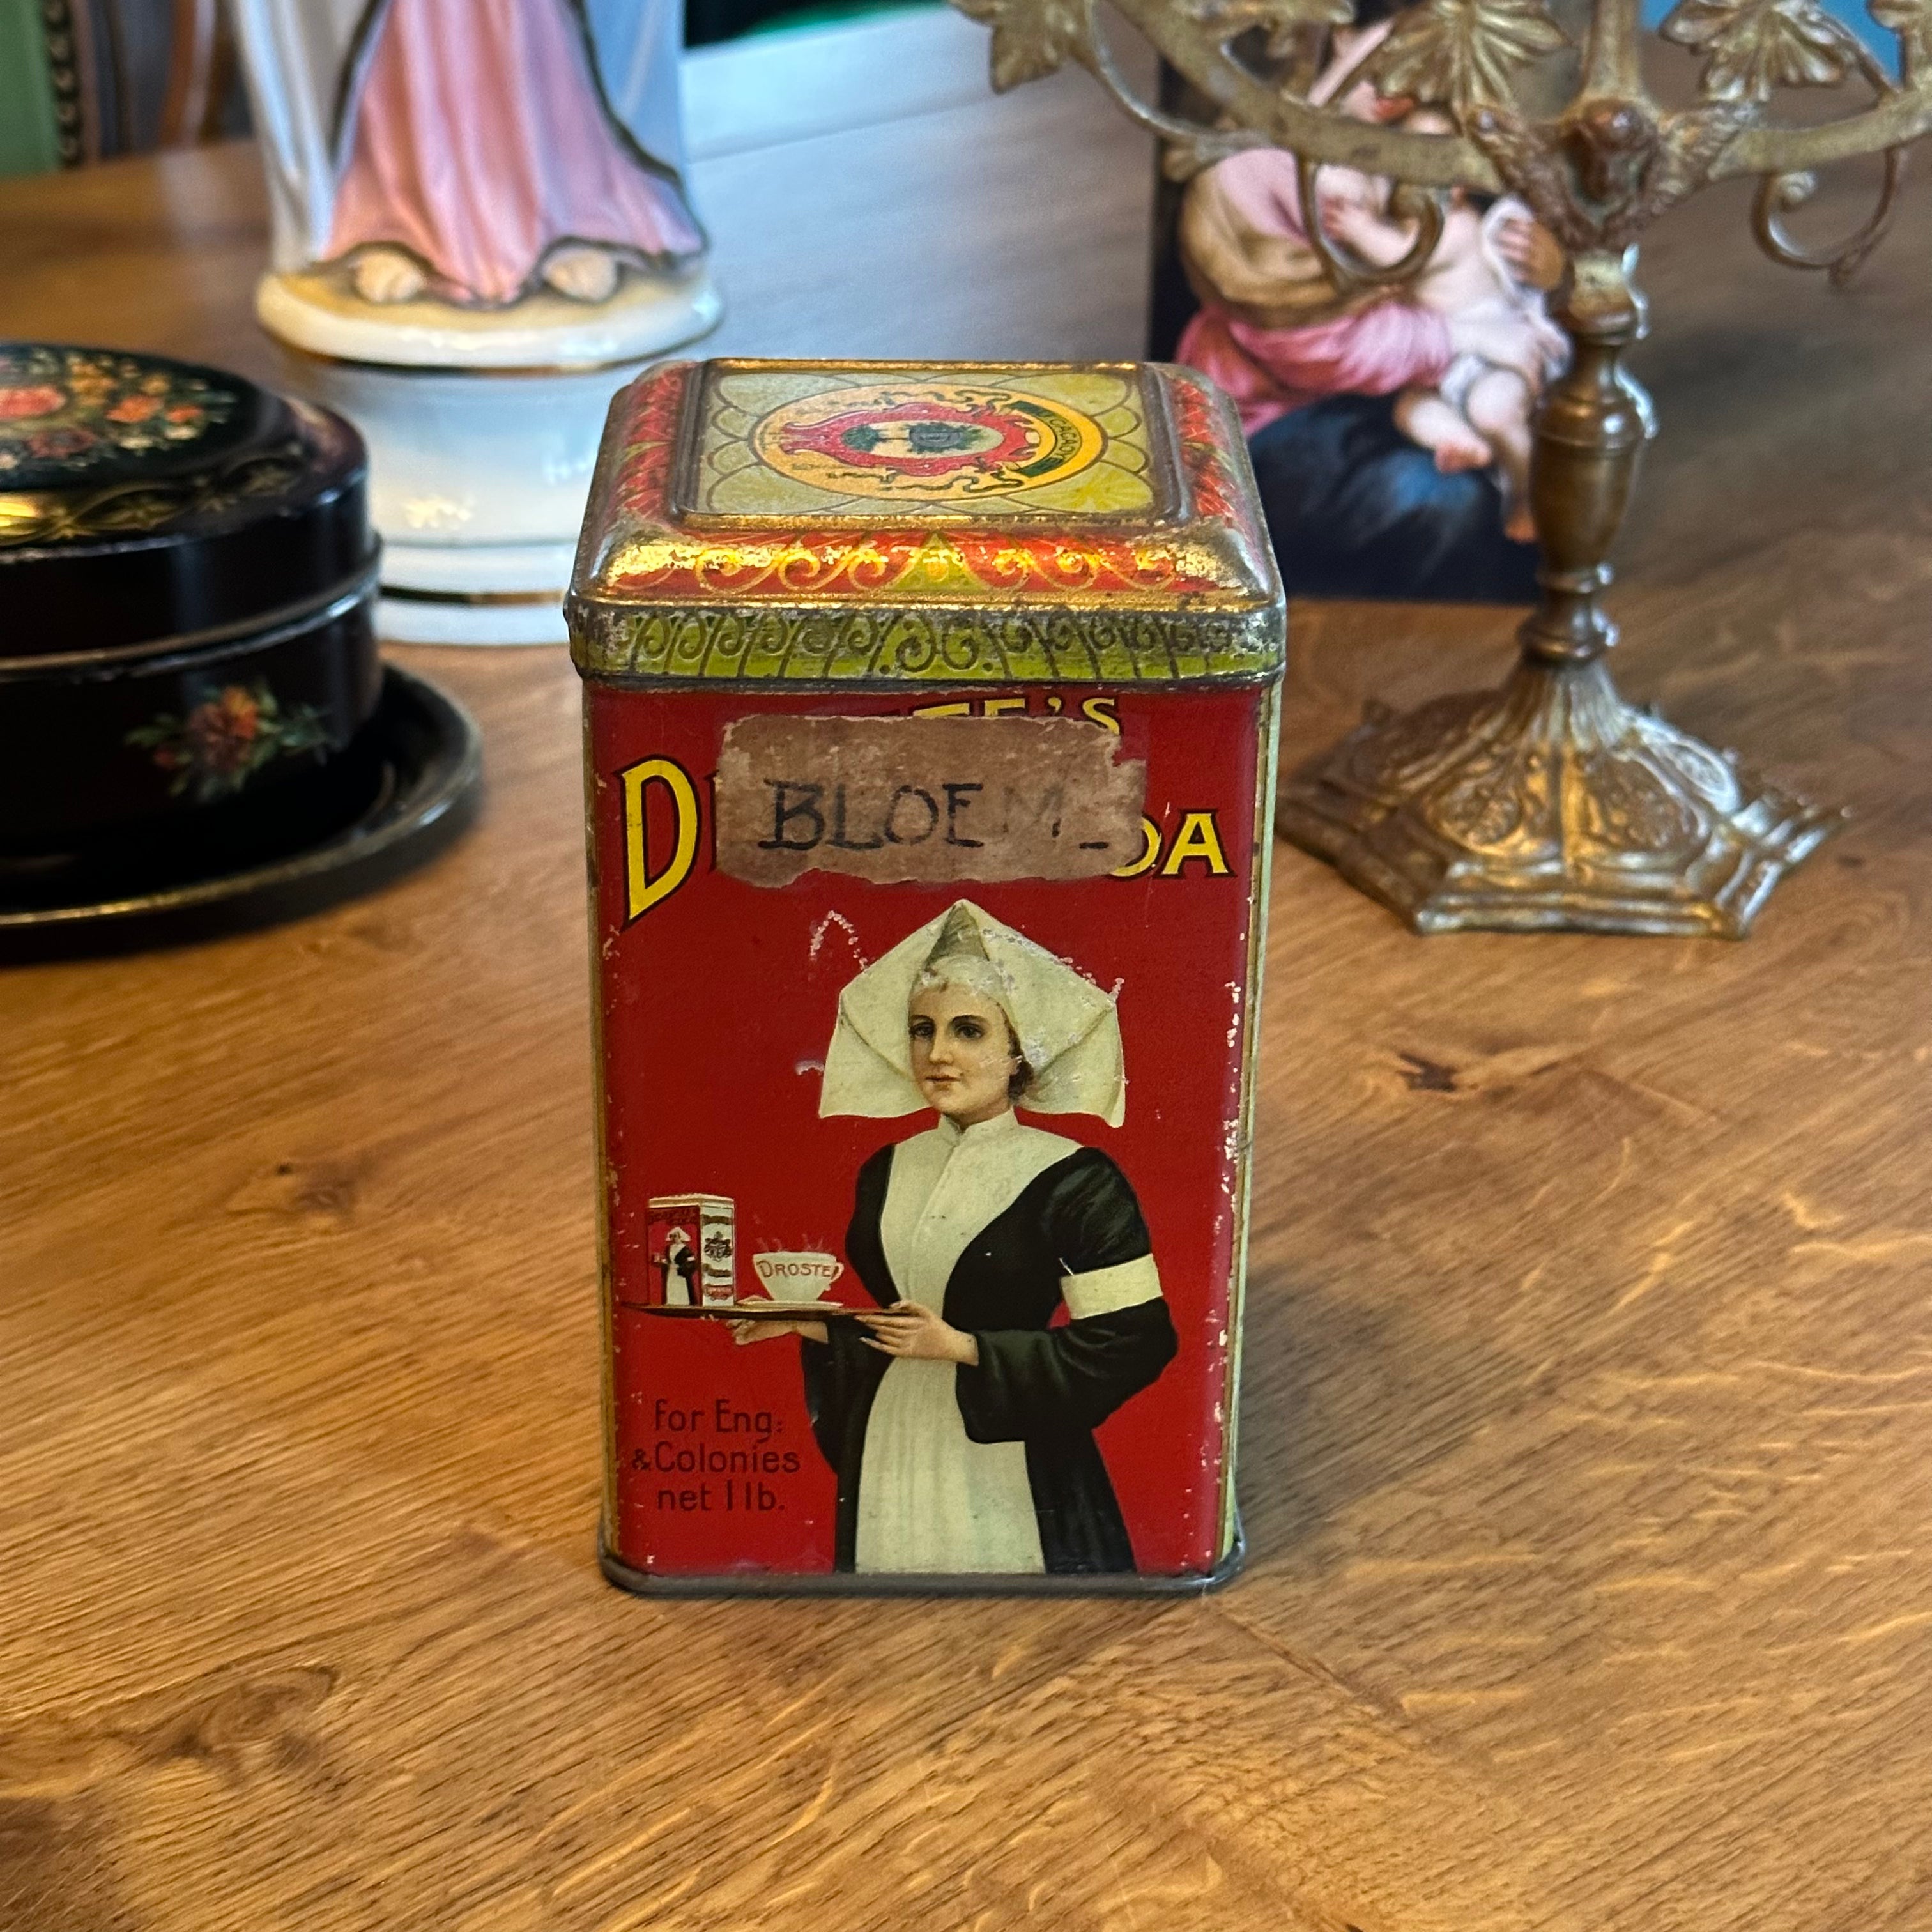 TE'S
D DA
BLOEM
DROSTE
For Eng:
& Colonies
net 1 lb.